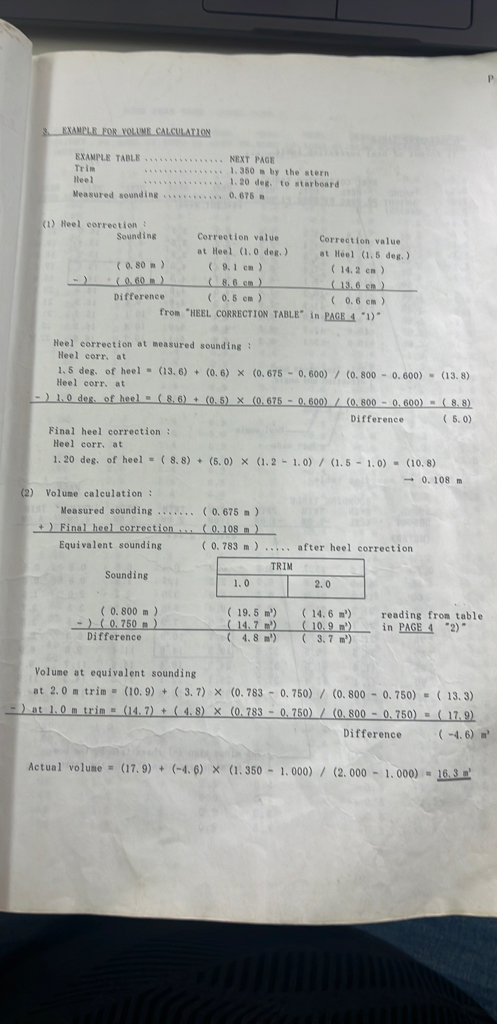 P
3. EXAMPLE FOR VOLUME CALCULATION
EXAMPLE TABLE ............... NEXT PAGE
Trim ............... 1.350 m by the stern
Heel ............... 1.20 deg. to starboard
Measured sounding ........... 0.675 m
(1) Heel correction :
Sounding Correction value Correction value
at Heel (1.0 deg.) at Heel (1.5 deg.)
( 0.80 m ) ( 9.1 cm ) ( 14.2 cm )
- ) ( 0.60 m ) ( 8.6 cm ) ( 13.6 cm )
Difference ( 0.5 cm ) ( 0.6 cm )
from "HEEL CORRECTION TABLE" in PAGE 4 "1)"
Heel correction at measured sounding :
Heel corr. at
1.5 deg. of heel = (13.6) + (0.6) × (0.675 - 0.600) / (0.800 - 0.600) = (13.8)
Heel corr. at
- ) 1.0 deg. of heel = ( 8.6) + (0.5) × (0.675 - 0.600) / (0.800 - 0.600) = ( 8.8)
Difference ( 5.0)
Final heel correction :
Heel corr. at
1.20 deg. of heel = ( 8.8) + (5.0) × (1.2 - 1.0) / (1.5 - 1.0) = (10.8)
→ 0.108 m
(2) Volume calculation :
Measured sounding ....... ( 0.675 m )
+ ) Final heel correction ... ( 0.108 m )
Equivalent sounding ( 0.783 m ) ..... after heel correction
TRIM
Sounding 1.0 2.0
( 0.800 m ) ( 19.5 m³) ( 14.6 m³) reading from table
- ) ( 0.750 m ) ( 14.7 m³) ( 10.9 m³) in PAGE 4 "2)"
Difference ( 4.8 m³) ( 3.7 m³)
Volume at equivalent sounding
at 2.0 m trim = (10.9) + ( 3.7) × (0.783 - 0.750) / (0.800 - 0.750) = ( 13.3)
- ) at 1.0 m trim = (14.7) + ( 4.8) × (0.783 - 0.750) / (0.800 - 0.750) = ( 17.9)
Difference ( -4.6) m³
Actual volume = (17.9) + (-4.6) × (1.350 - 1.000) / (2.000 - 1.000) = 16.3 m³